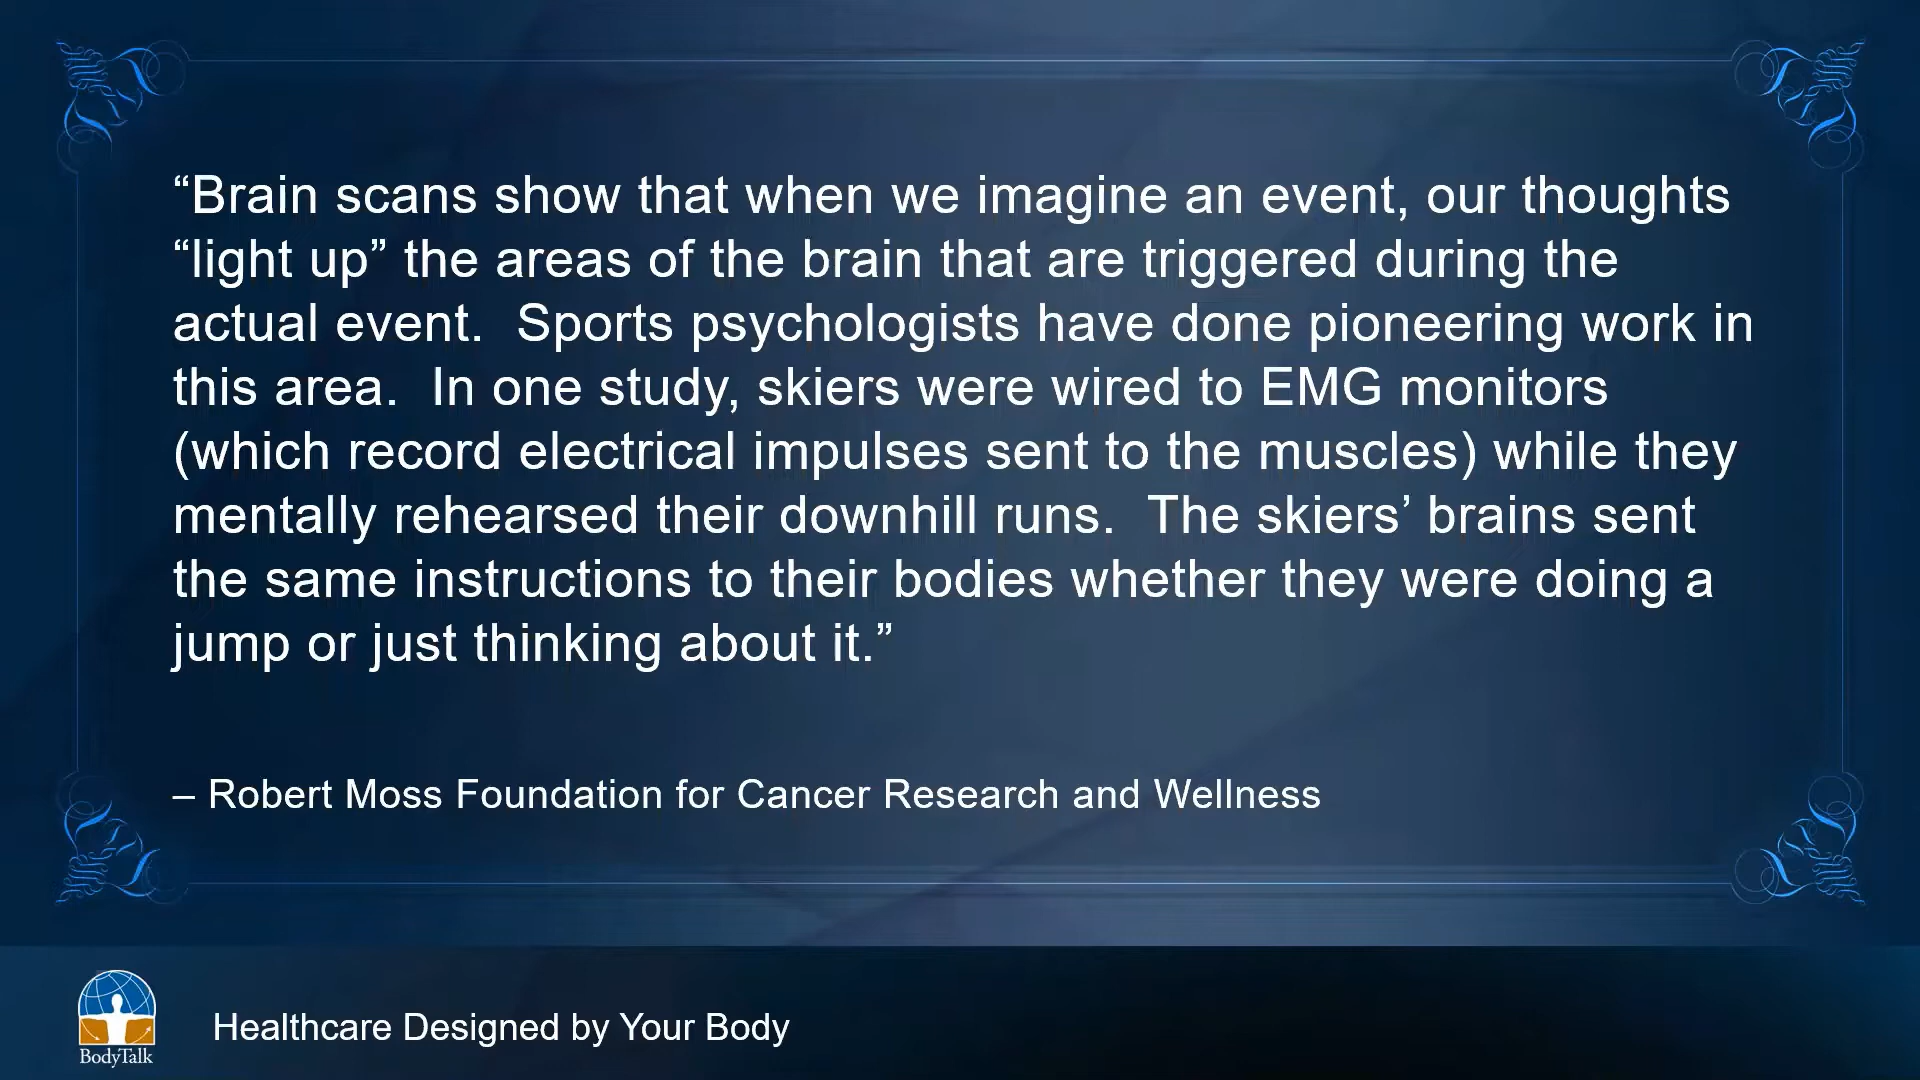 “Brain scans show that when we imagine an event, our thoughts
“light up” the areas of the brain that are triggered during the
actual event.  Sports psychologists have done pioneering work in
this area.  In one study, skiers were wired to EMG monitors
(which record electrical impulses sent to the muscles) while they
mentally rehearsed their downhill runs.  The skiers’ brains sent
the same instructions to their bodies whether they were doing a
jump or just thinking about it.”
– Robert Moss Foundation for Cancer Research and Wellness
BodyTalk
Healthcare Designed by Your Body